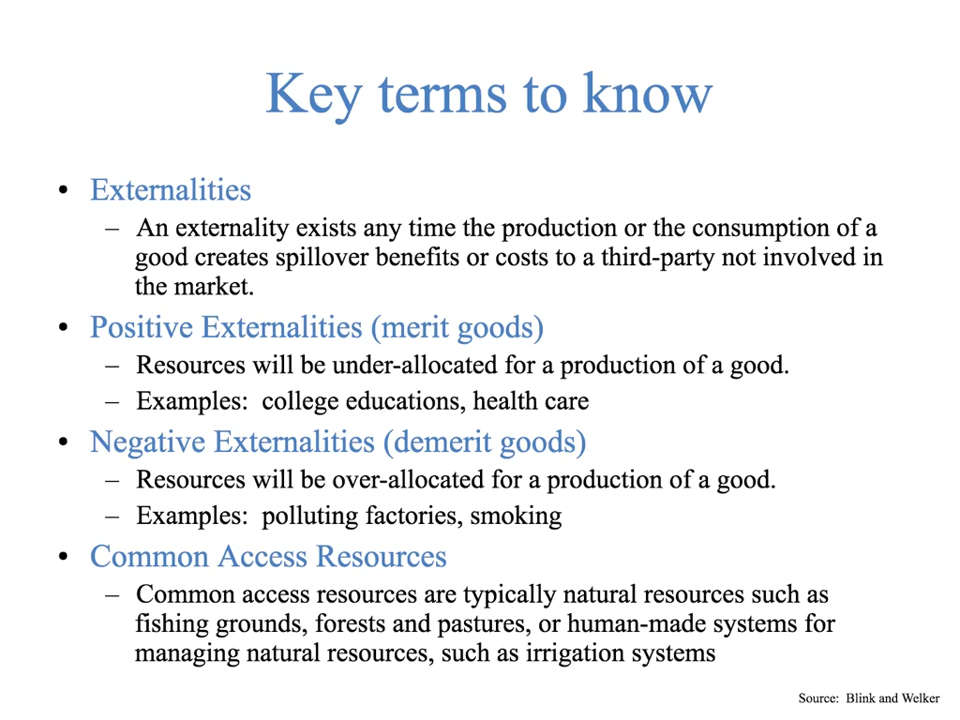 Key terms to know
• Externalities
– An externality exists any time the production or the consumption of a
good creates spillover benefits or costs to a third-party not involved in
the market.
• Positive Externalities (merit goods)
– Resources will be under-allocated for a production of a good.
– Examples: college educations, health care
• Negative Externalities (demerit goods)
– Resources will be over-allocated for a production of a good.
– Examples: polluting factories, smoking
• Common Access Resources
– Common access resources are typically natural resources such as
fishing grounds, forests and pastures, or human-made systems for
managing natural resources, such as irrigation systems
Source: Blink and Welker